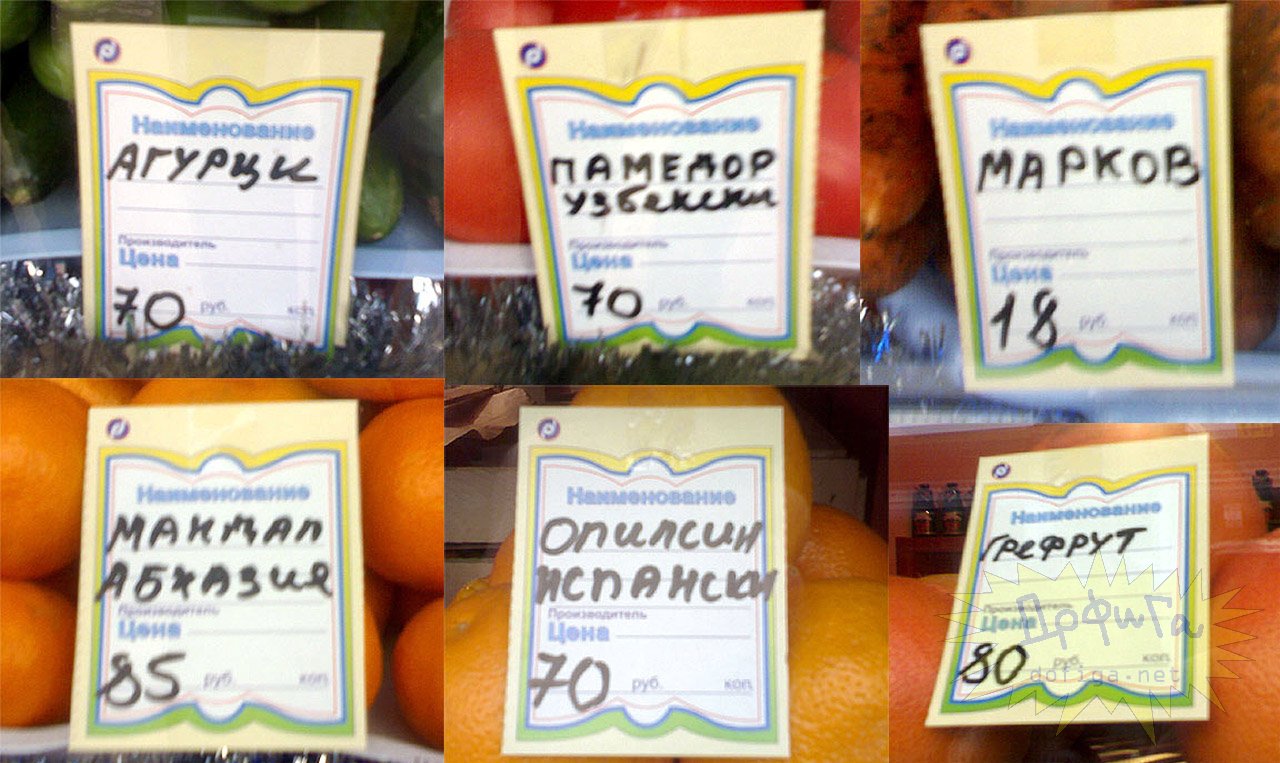 Наименование
АГУРЦИ
Производитель
Цена
70 руб. коп.
Наименование
ПАМЕДОР
УЗБЕКСКИ
Производитель
Цена
70 руб. коп.
Наименование
МАРКОВ
Производитель
Цена
18 руб. коп.
Наименование
МАНДАЛ
АБХАЗИЯ
Производитель
Цена
85 руб. коп.
Наименование
ОПИЛСИН
ИСПАНСКИ
Производитель
Цена
70 руб. коп.
Наименование
ГРЕФРУТ
Производитель
Цена
80 руб. коп.
ДофиГа
dofiga.net